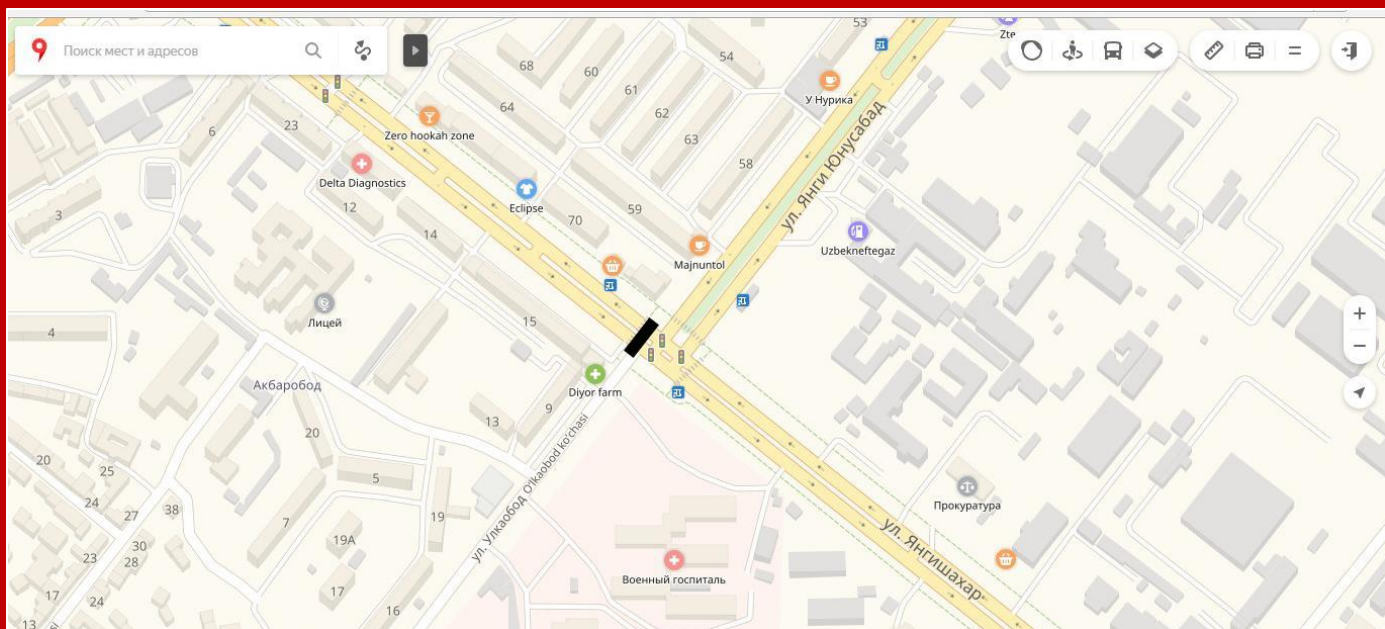 Поиск мест и адресов
53
Zte
54
68
60
У Нурика
61
64
62
6
23
Zero hookah zone
63
58
Delta Diagnostics
ул. Янги Юнусабад
3
12
Eclipse
59
70
14
Uzbekneftegaz
Majnuntol
Лицей
15
4
Акбаробод
Diyor farm
9
13
20
ул. Улкаобод O'lkaobod ko'chasi
20
25
5
24
Прокуратура
27
38
19
7
ул. Янгишахар
30
19A
23
28
Военный госпиталь
17
24
17
16
13